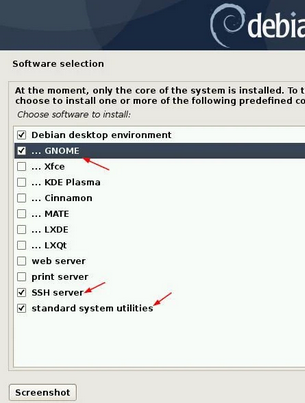 debia
Software selection
At the moment, only the core of the system is installed. To t
choose to install one or more of the following predefined co
Choose software to install:
Debian desktop environment
... GNOME
... Xfce
... KDE Plasma
... Cinnamon
... MATE
... LXDE
... LXQt
web server
print server
SSH server
standard system utilities
Screenshot